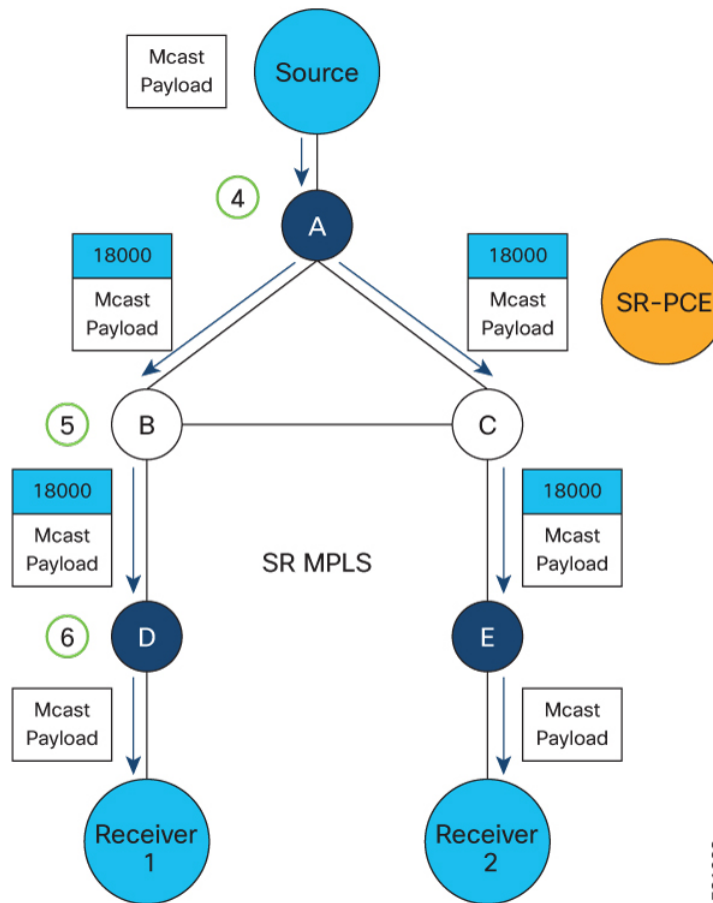 Mcast
Payload
Source
4
A
18000
Mcast
Payload
18000
Mcast
Payload
SR-PCE
5
B
C
18000
Mcast
Payload
SR MPLS
18000
Mcast
Payload
6
D
E
Mcast
Payload
Mcast
Payload
Receiver
1
Receiver
2